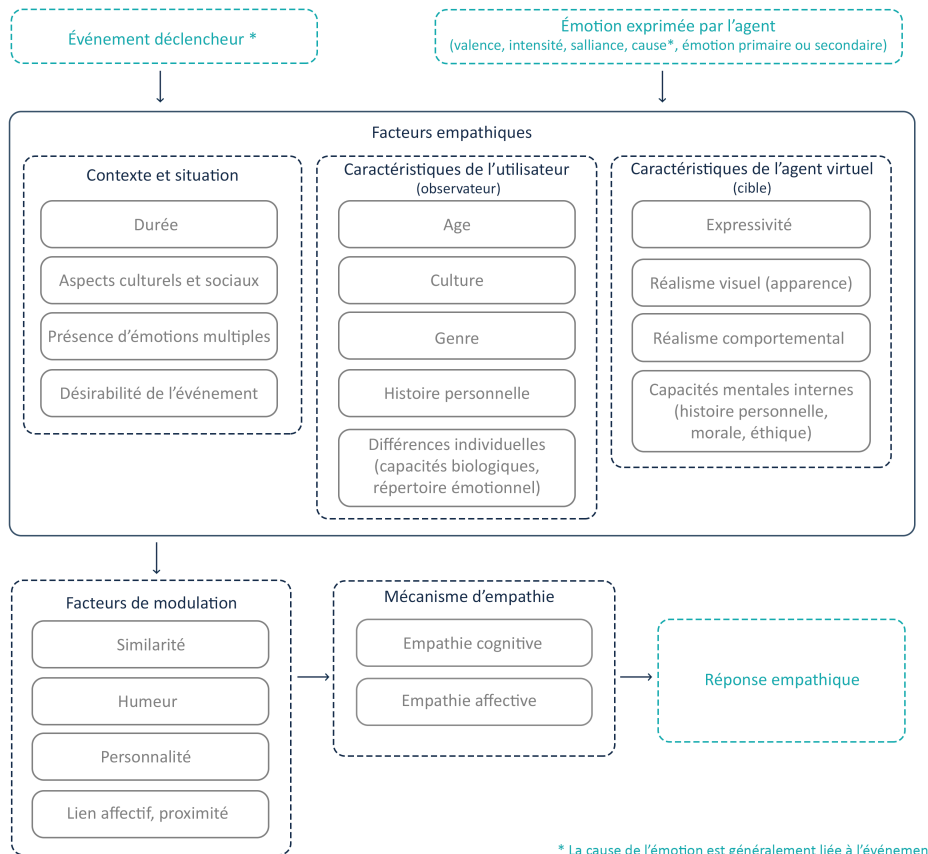 Événement déclencheur *
Émotion exprimée par l'agent
(valence, intensité, salliance, cause*, émotion primaire ou secondaire)
Facteurs empathiques
Contexte et situation
Durée
Aspects culturels et sociaux
Présence d'émotions multiples
Désirabilité de l'événement
Caractéristiques de l'utilisateur
(observateur)
Age
Culture
Genre
Histoire personnelle
Différences individuelles
(capacités biologiques,
répertoire émotionnel)
Caractéristiques de l'agent virtuel
(cible)
Expressivité
Réalisme visuel (apparence)
Réalisme comportemental
Capacités mentales internes
(histoire personnelle,
morale, éthique)
Facteurs de modulation
Similarité
Humeur
Personnalité
Lien affectif, proximité
Mécanisme d'empathie
Empathie cognitive
Empathie affective
Réponse empathique
* La cause de l'émotion est généralement liée à l'événemen